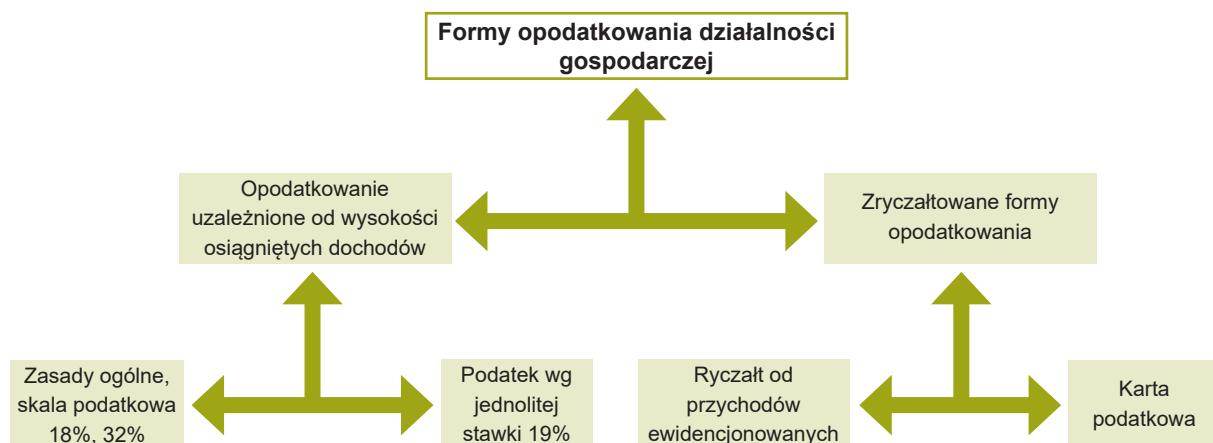 Formy opodatkowania działalności
gospodarczej
Opodatkowanie
uzależnione od wysokości
osiągniętych dochodów
Zryczałtowane formy
opodatkowania
Zasady ogólne,
skala podatkowa
18%, 32%
Podatek wg
jednolitej
stawki 19%
Ryczałt od
przychodów
ewidencjonowanych
Karta
podatkowa